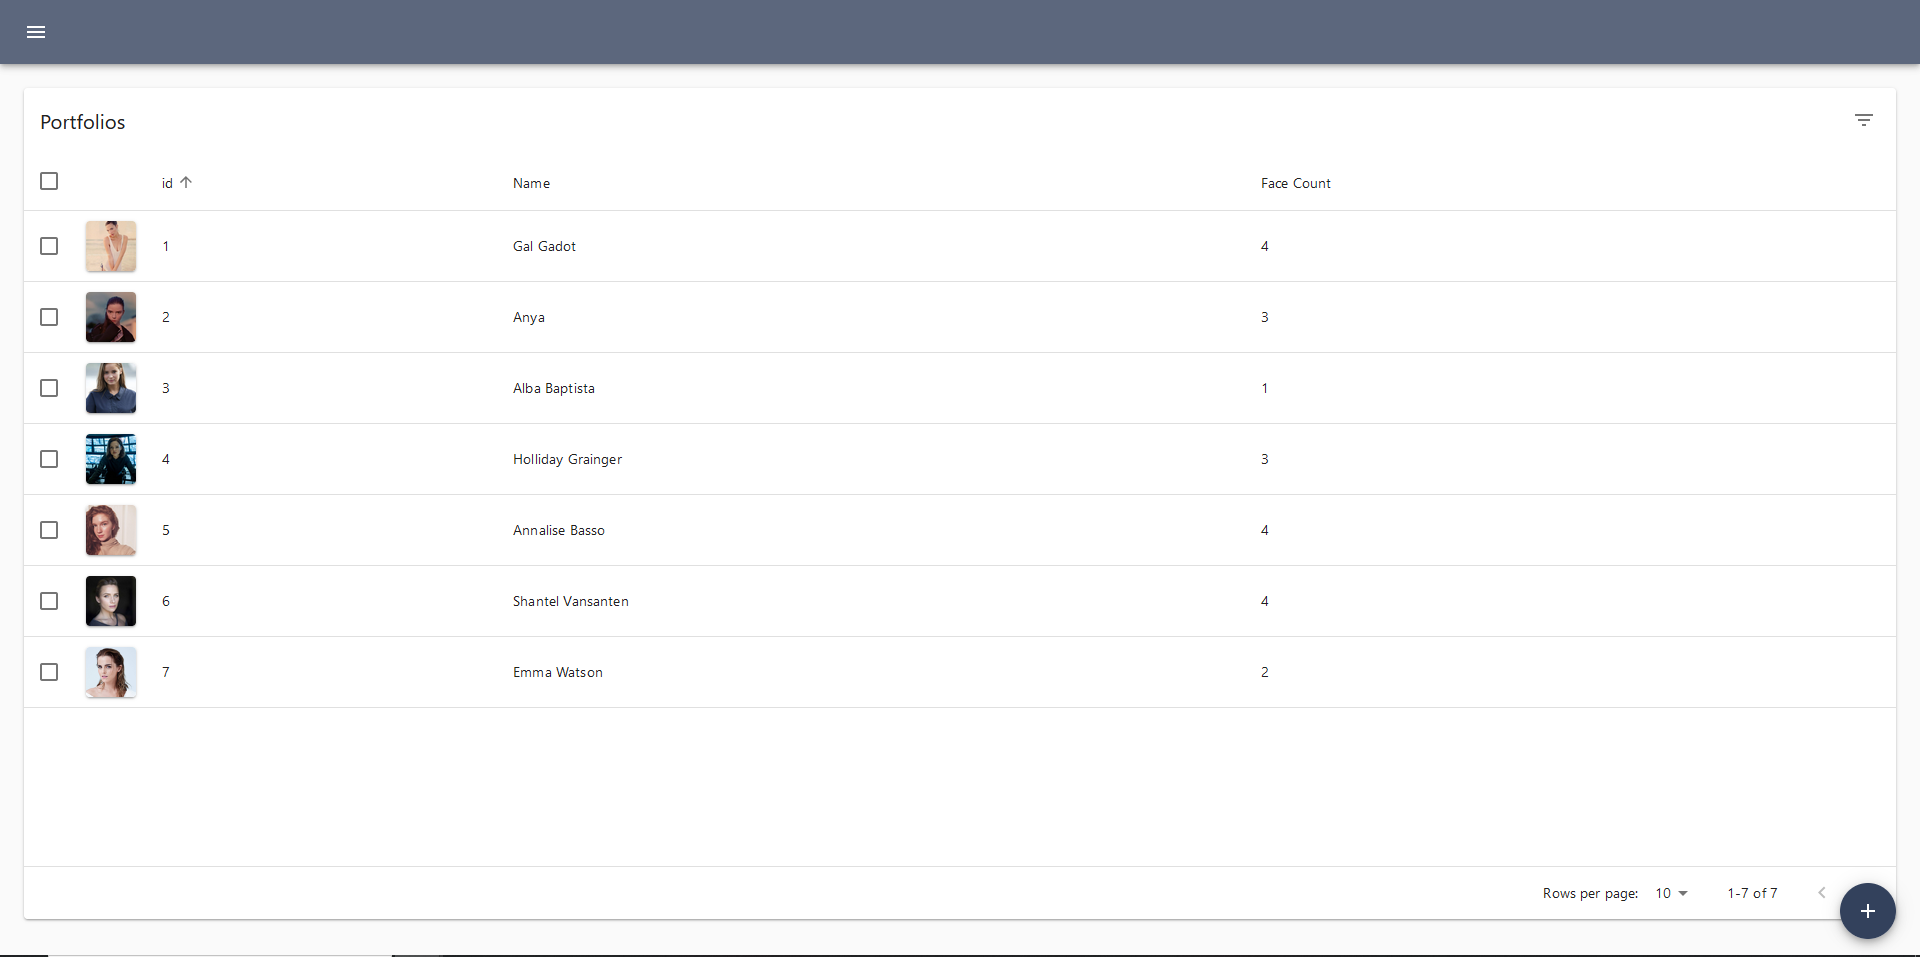 Portfolios
id Name Face Count
1 Gal Gadot 4
2 Anya 3
3 Alba Baptista 1
4 Holliday Grainger 3
5 Annalise Basso 4
6 Shantel Vansanten 4
7 Emma Watson 2
Rows per page: 10 1-7 of 7